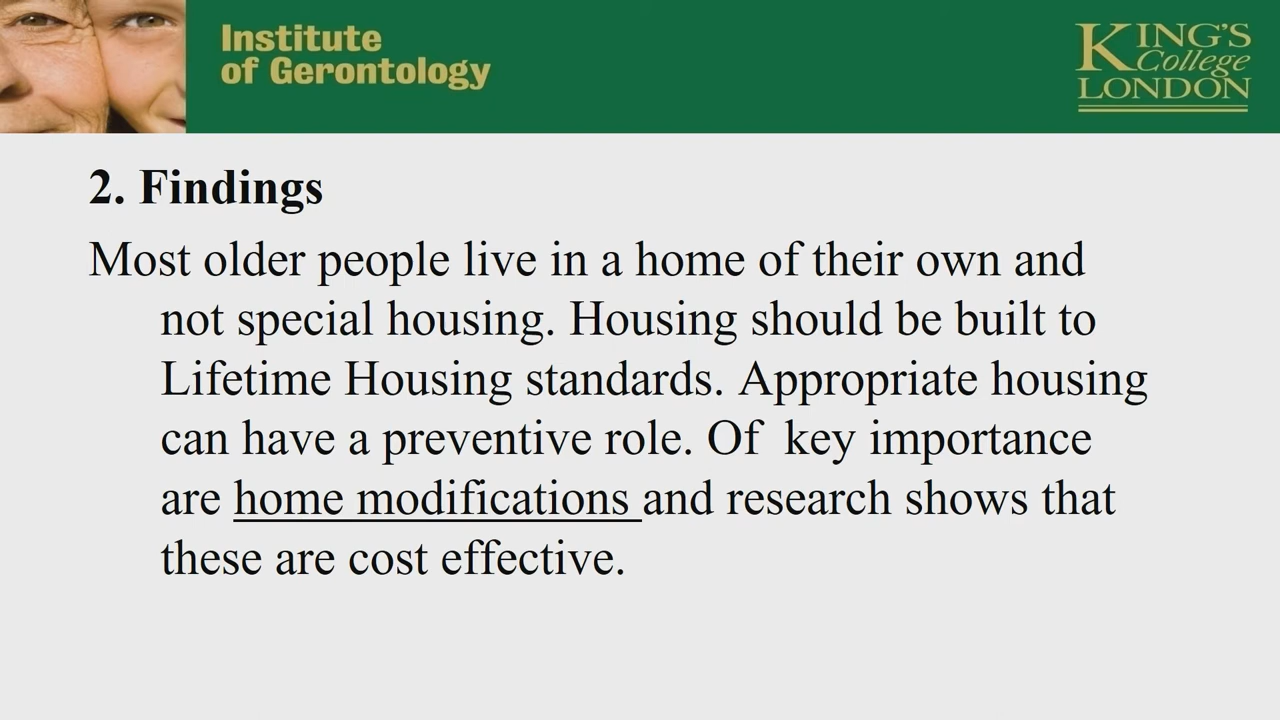 Institute
of Gerontology
KING'S
College
LONDON
2. Findings
Most older people live in a home of their own and
not special housing. Housing should be built to
Lifetime Housing standards. Appropriate housing
can have a preventive role. Of  key importance
are home modifications and research shows that
these are cost effective.